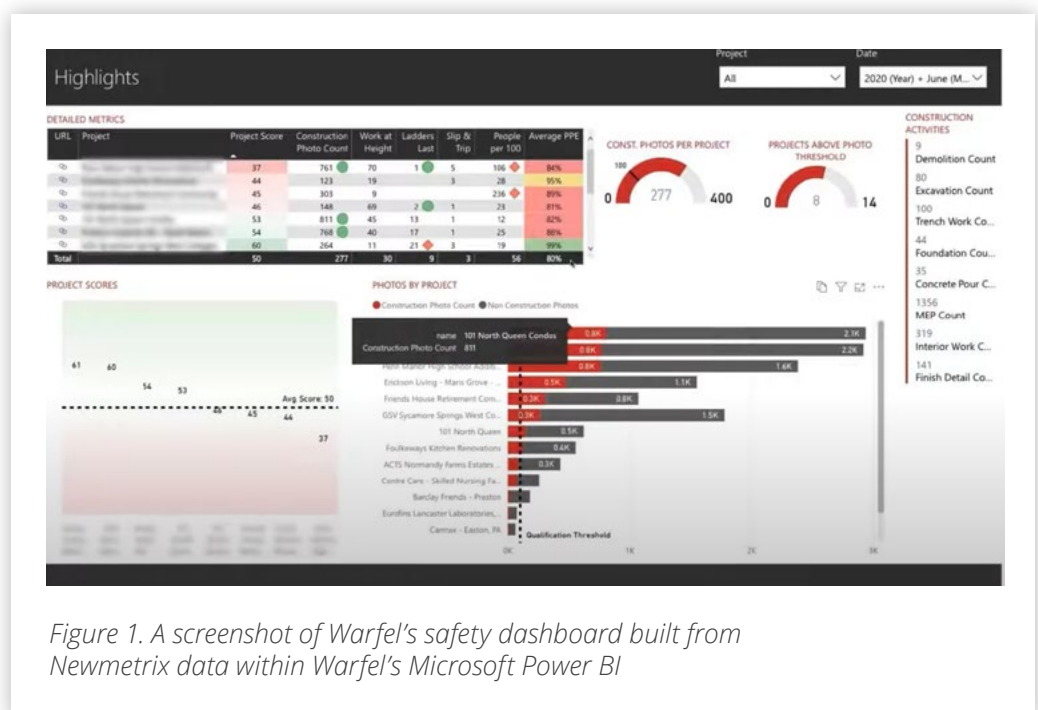 Project Date
Highlights All 2020 (Year) + June (M...
DETAILED METRICS
URL Project Project Score Construction Photo Count Work at Height Ladders Last Slip & Trip People per 100 Average PPE
37 761 70 1 5 106 84%
44 123 19 3 28 95%
45 303 9 236 89%
46 148 69 2 1 23 81%
53 811 45 13 1 12 82%
54 768 40 17 1 25 86%
60 264 11 21 3 19 99%
Total 50 277 30 9 3 56 80%
CONST. PHOTOS PER PROJECT
100
0 277 400
PROJECTS ABOVE PHOTO
THRESHOLD
0 8 14
CONSTRUCTION
ACTIVITIES
9
Demolition Count
80
Excavation Count
100
Trench Work Co...
44
Foundation Cou...
35
Concrete Pour C...
1356
MEP Count
319
Interior Work C...
141
Finish Detail Co...
PROJECT SCORES
61
60
54
53
Avg Score: 50
46
45
44
37
PHOTOS BY PROJECT
Construction Photo Count Non Construction Photos
name 101 North Queen Condos
Construction Photo Count 811
0.8K 2.1K
0.8K 2.2K
Penn Manor High School Addit... 0.8K 1.6K
Erickson Living - Maris Grove - ... 0.5K 1.1K
Friends House Retirement Com... 0.3K 0.8K
GSV Sycamore Springs West Co... 0.3K 1.5K
101 North Queen 0.5K
Foulkeways Kitchen Renovations 0.4K
ACTS Normandy Farms Estates ... 0.3K
Centre Care - Skilled Nursing Fa...
Barclay Friends - Preston
Eurofins Lancaster Laboratories,...
Carmax - Easton, PA
Qualification Threshold
0K 1K 2K 3K
Figure 1. A screenshot of Warfel's safety dashboard built from
Newmetrix data within Warfel's Microsoft Power BI